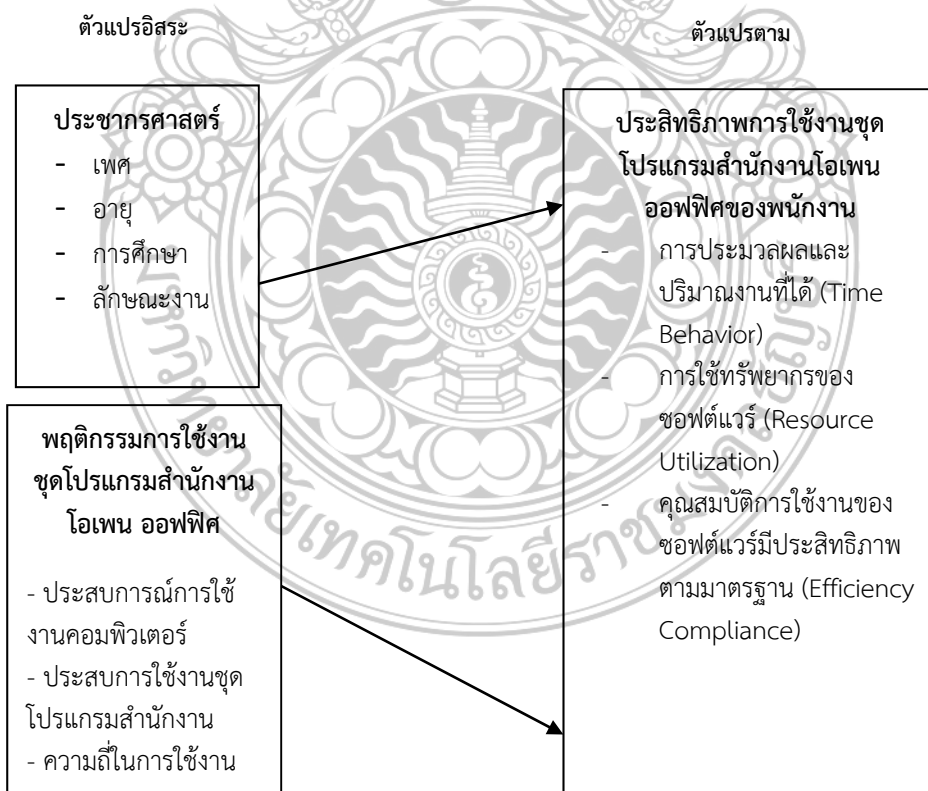 ตัวแปรอิสระ
ตัวแปรตาม
ประชากรศาสตร์
- เพศ
- อายุ
- การศึกษา
- ลักษณะงาน
พฤติกรรมการใช้งาน
ชุดโปรแกรมสำนักงาน
โอเพน ออฟฟิศ
- ประสบการณ์การใช้
งานคอมพิวเตอร์
- ประสบการใช้งานชุด
โปรแกรมสำนักงาน
- ความถี่ในการใช้งาน
ประสิทธิภาพการใช้งานชุด
โปรแกรมสำนักงานโอเพน
ออฟฟิศของพนักงาน
- การประมวลผลและ
ปริมาณงานที่ได้ (Time
Behavior)
- การใช้ทรัพยากรของ
ซอฟต์แวร์ (Resource
Utilization)
- คุณสมบัติการใช้งานของ
ซอฟต์แวร์มีประสิทธิภาพ
ตามมาตรฐาน (Efficiency
Compliance)